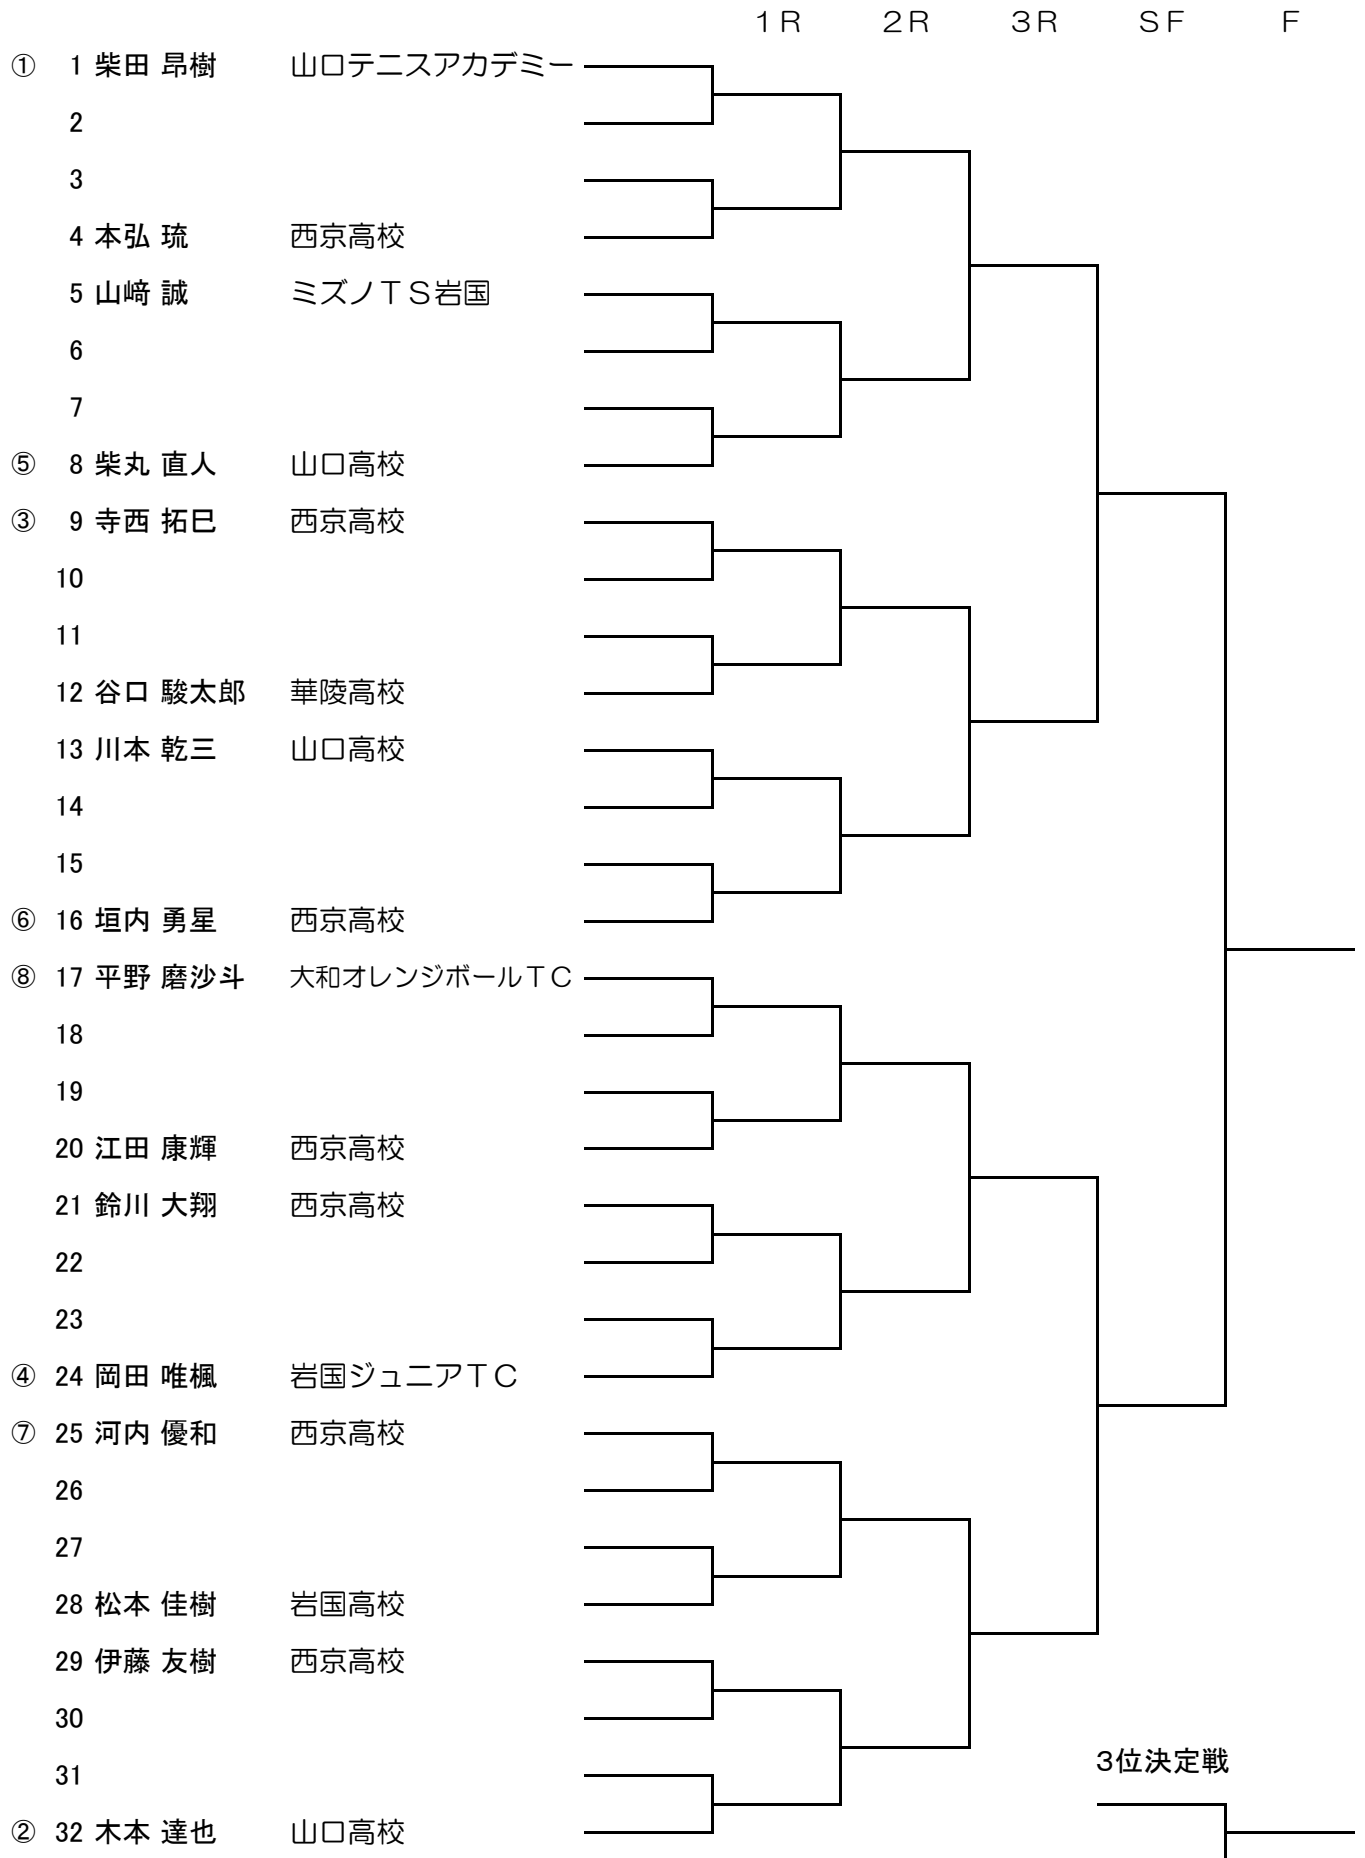 １Ｒ ２Ｒ ３Ｒ ＳＦ Ｆ
① 1 柴田 昂樹 山口テニスアカデミー
2
3
4 本弘 琉 西京高校
5 山﨑 誠 ミズノＴＳ岩国
6
7
⑤ 8 柴丸 直人 山口高校
③ 9 寺西 拓巳 西京高校
10
11
12 谷口 駿太郎 華陵高校
13 川本 乾三 山口高校
14
15
⑥ 16 垣内 勇星 西京高校
⑧ 17 平野 磨沙斗 大和オレンジボールＴＣ
18
19
20 江田 康輝 西京高校
21 鈴川 大翔 西京高校
22
23
④ 24 岡田 唯楓 岩国ジュニアＴＣ
⑦ 25 河内 優和 西京高校
26
27
28 松本 佳樹 岩国高校
29 伊藤 友樹 西京高校
30
31
3位決定戦
② 32 木本 達也 山口高校